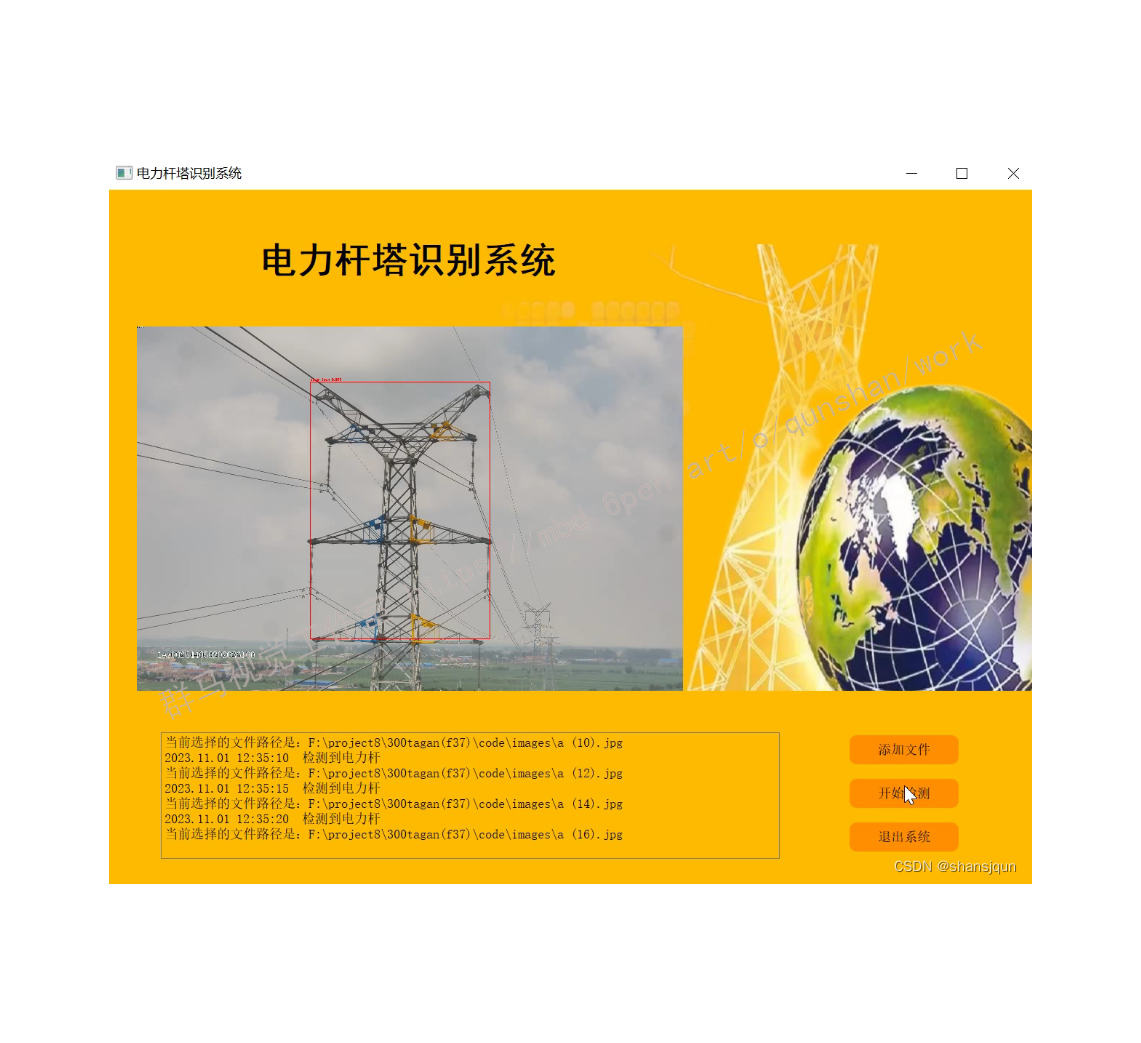 电力杆塔识别系统
电力杆塔识别系统
当前选择的文件路径是：F:\project8\300tagan(f37)\code\images\a (10).jpg
2023.11.01 12:35:10 检测到电力杆
当前选择的文件路径是：F:\project8\300tagan(f37)\code\images\a (12).jpg
2023.11.01 12:35:15 检测到电力杆
当前选择的文件路径是：F:\project8\300tagan(f37)\code\images\a (14).jpg
2023.11.01 12:35:20 检测到电力杆
当前选择的文件路径是：F:\project8\300tagan(f37)\code\images\a (16).jpg
添加文件
开始检测
退出系统
CSDN @shansjqun
群马视觉
art/o/qunshan/work